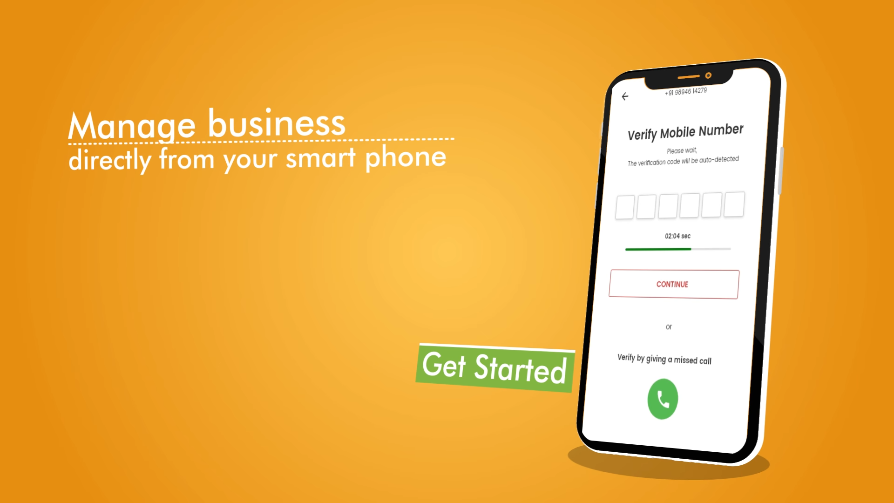 Manage business
directly from your smart phone
Get Started
+91 98946 14279
Verify Mobile Number
Please wait,
The verification code will be auto-detected
02:04 sec
CONTINUE
or
Verify by giving a missed call